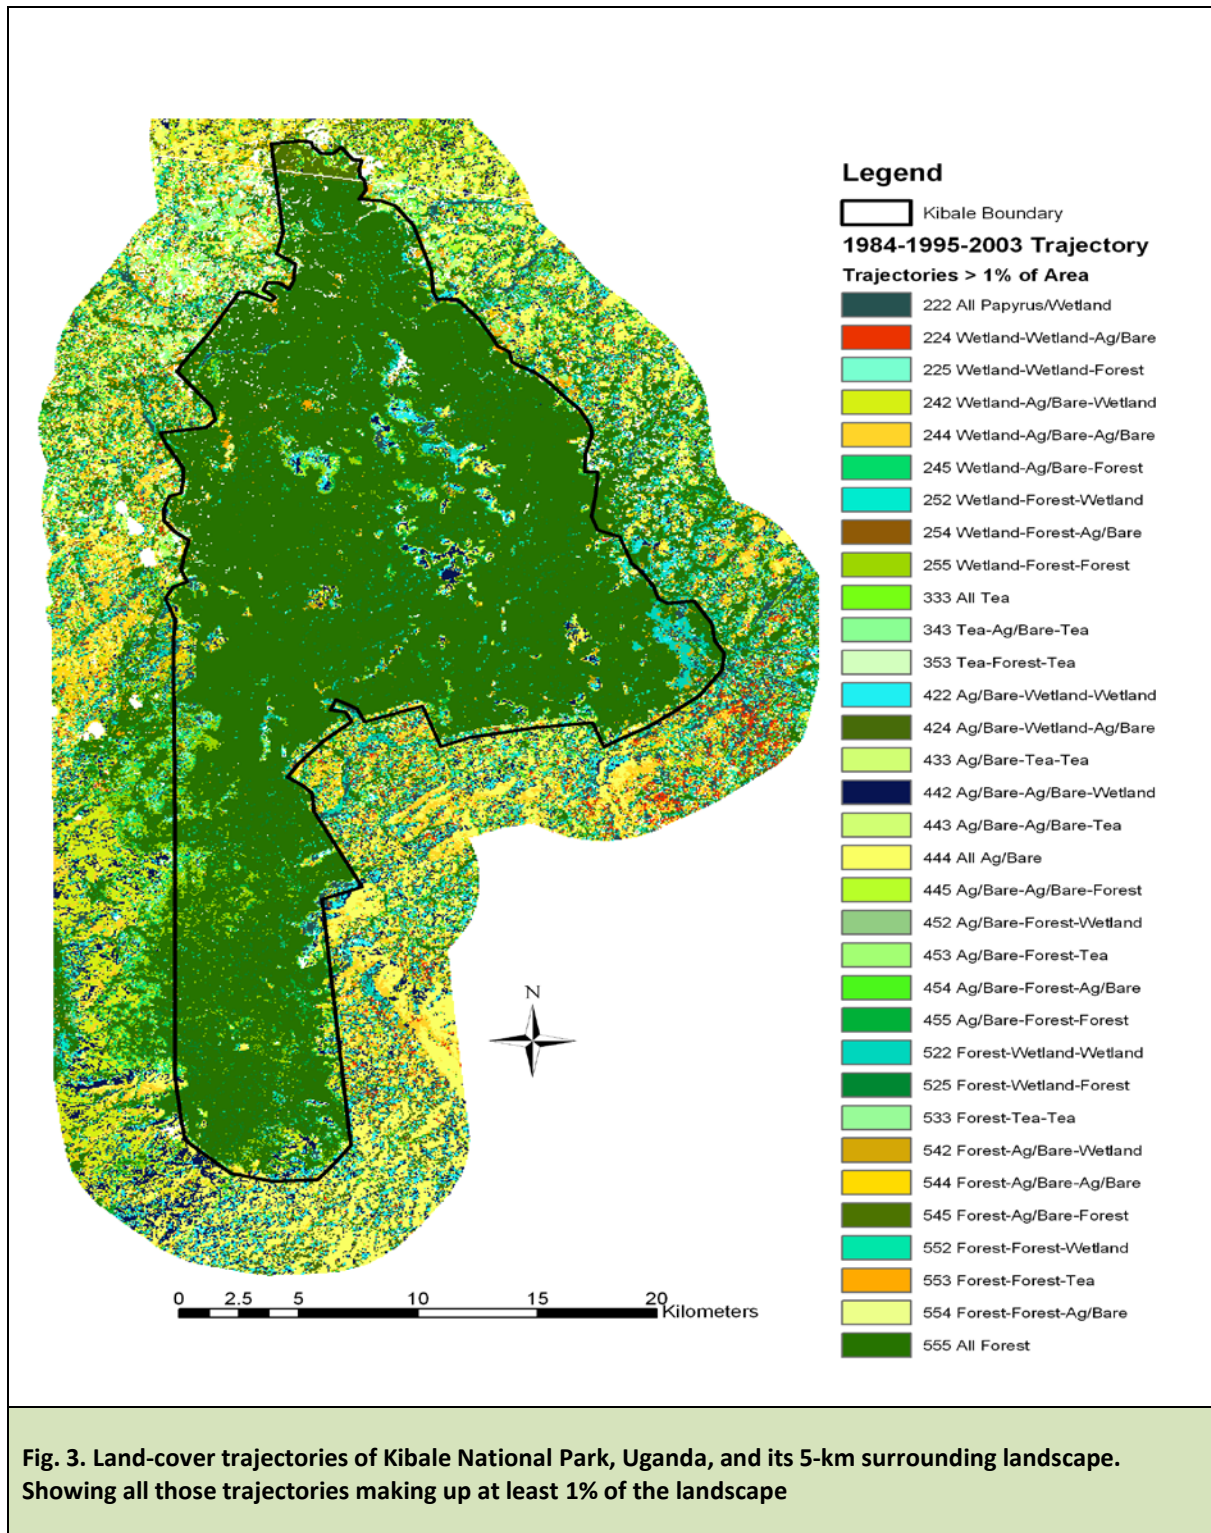 Legend
Kibale Boundary
1984-1995-2003 Trajectory
Trajectories > 1% of Area
222 All Papyrus/Wetland
224 Wetland-Wetland-Ag/Bare
225 Wetland-Wetland-Forest
242 Wetland-Ag/Bare-Wetland
244 Wetland-Ag/Bare-Ag/Bare
245 Wetland-Ag/Bare-Forest
252 Wetland-Forest-Wetland
254 Wetland-Forest-Ag/Bare
255 Wetland-Forest-Forest
333 All Tea
343 Tea-Ag/Bare-Tea
353 Tea-Forest-Tea
422 Ag/Bare-Wetland-Wetland
424 Ag/Bare-Wetland-Ag/Bare
433 Ag/Bare-Tea-Tea
442 Ag/Bare-Ag/Bare-Wetland
443 Ag/Bare-Ag/Bare-Tea
444 All Ag/Bare
445 Ag/Bare-Ag/Bare-Forest
452 Ag/Bare-Forest-Wetland
453 Ag/Bare-Forest-Tea
454 Ag/Bare-Forest-Ag/Bare
455 Ag/Bare-Forest-Forest
522 Forest-Wetland-Wetland
525 Forest-Wetland-Forest
533 Forest-Tea-Tea
542 Forest-Ag/Bare-Wetland
544 Forest-Ag/Bare-Ag/Bare
545 Forest-Ag/Bare-Forest
552 Forest-Forest-Wetland
553 Forest-Forest-Tea
554 Forest-Forest-Ag/Bare
555 All Forest
N
0 2.5 5 10 15 20
Kilometers
Fig. 3. Land-cover trajectories of Kibale National Park, Uganda, and its 5-km surrounding landscape.
Showing all those trajectories making up at least 1% of the landscape